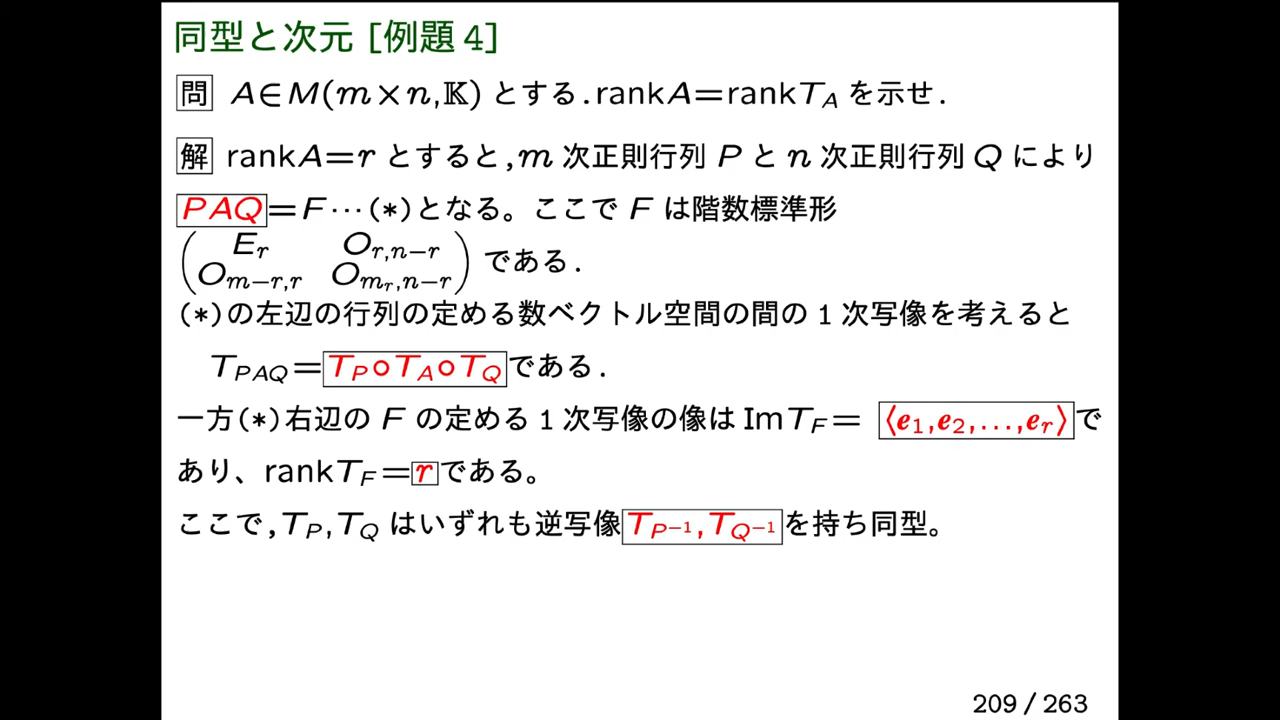 同型と次元 [例題 4]
問 A∈M(m×n,𝕂) とする.rankA=rankT_A を示せ.
解 rankA=r とすると,m 次正則行列 P と n 次正則行列 Q により
PAQ=F⋯(*)となる。ここで F は階数標準形
(E_r O_{r,n−r}
O_{m−r,r} O_{m_r,n−r}) である.
(*)の左辺の行列の定める数ベクトル空間の間の 1 次写像を考えると
T_{PAQ}=T_P∘T_A∘T_Qである.
一方(*)右辺の F の定める 1 次写像の像は ImT_F= ⟨e_1,e_2,...,e_r⟩で
あり、rankT_F=rである。
ここで,T_P,T_Q はいずれも逆写像T_{P^{−1}},T_{Q^{−1}}を持ち同型。
209 / 263